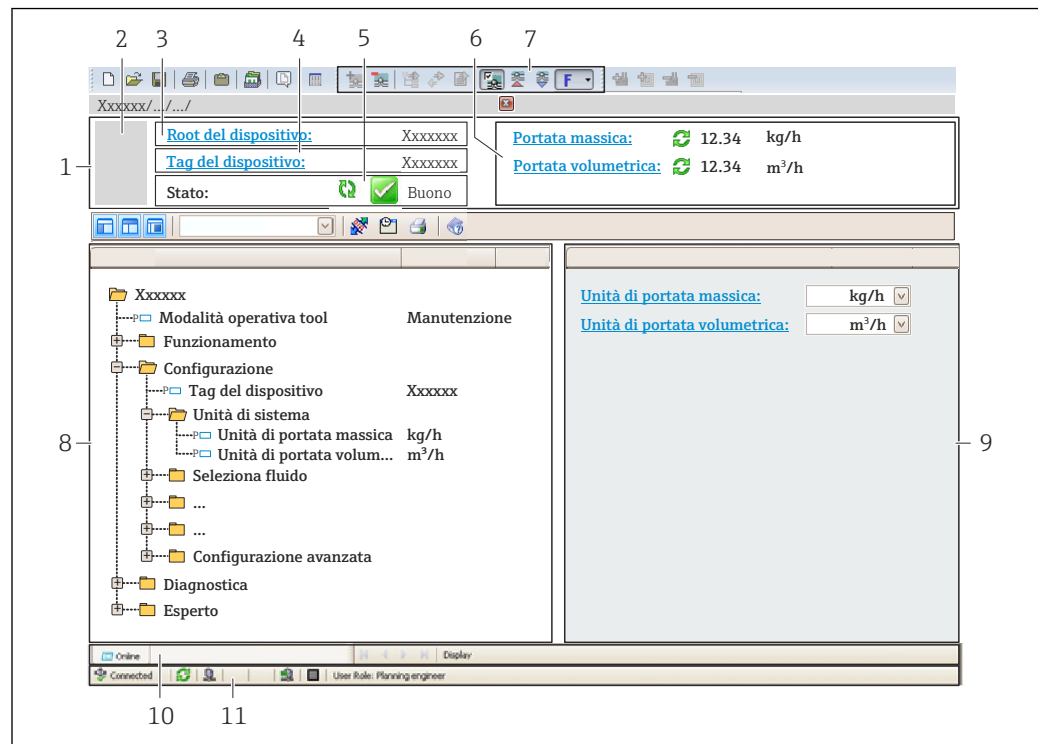 2 3 4 5 6 7
F
Xxxxxx/.../.../
1
Root del dispositivo: Xxxxxxx
Tag del dispositivo: Xxxxxxx
Stato: Buono
Portata massica: 12.34 kg/h
Portata volumetrica: 12.34 m³/h
Xxxxxx
Modalità operativa tool Manutenzione
Funzionamento
Configurazione
Tag del dispositivo Xxxxxx
Unità di sistema
Unità di portata massica kg/h
Unità di portata volum... m³/h
Seleziona fluido
...
...
Configurazione avanzata
Diagnostica
Esperto
8
Unità di portata massica: kg/h
Unità di portata volumetrica: m³/h
9
Online Display
Connected User Role: Planning engineer
10 11